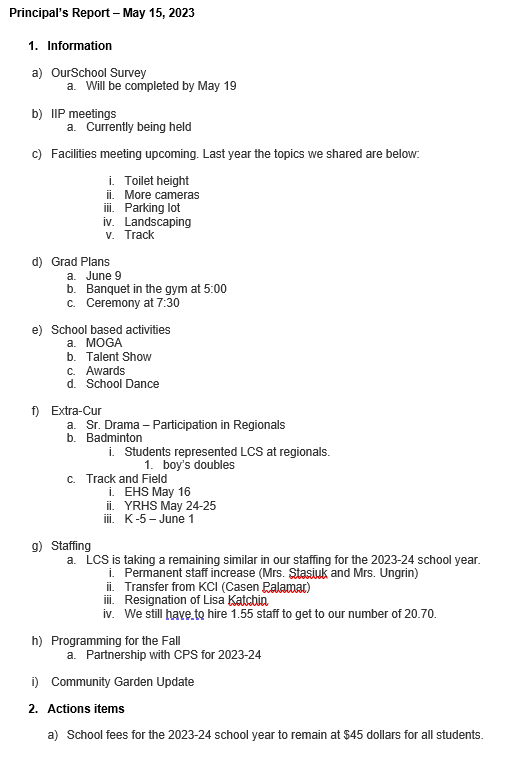 Principal's Report – May 15, 2023
1. Information
a) OurSchool Survey
a. Will be completed by May 19
b) IIP meetings
a. Currently being held
c) Facilities meeting upcoming. Last year the topics we shared are below:
i. Toilet height
ii. More cameras
iii. Parking lot
iv. Landscaping
v. Track
d) Grad Plans
a. June 9
b. Banquet in the gym at 5:00
c. Ceremony at 7:30
e) School based activities
a. MOGA
b. Talent Show
c. Awards
d. School Dance
f) Extra-Cur
a. Sr. Drama – Participation in Regionals
b. Badminton
i. Students represented LCS at regionals.
1. boy's doubles
c. Track and Field
i. EHS May 16
ii. YRHS May 24-25
iii. K -5 – June 1
g) Staffing
a. LCS is taking a remaining similar in our staffing for the 2023-24 school year.
i. Permanent staff increase (Mrs. Stasiuk and Mrs. Ungrin)
ii. Transfer from KCI (Casen Palamar)
iii. Resignation of Lisa Katchin
iv. We still have to hire 1.55 staff to get to our number of 20.70.
h) Programming for the Fall
a. Partnership with CPS for 2023-24
i) Community Garden Update
2. Actions items
a) School fees for the 2023-24 school year to remain at $45 dollars for all students.